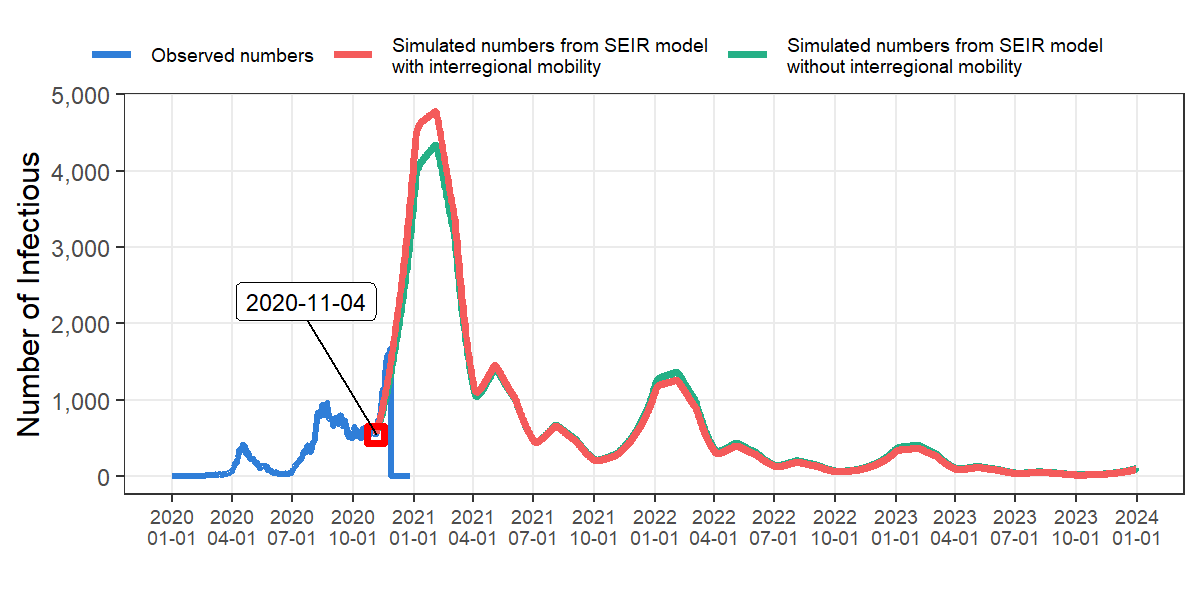 Observed numbers
Simulated numbers from SEIR model
with interregional mobility
Simulated numbers from SEIR model
without interregional mobility
Number of Infectious
5,000
4,000
3,000
2,000
1,000
0
2020-11-04
2020 2020 2020 2020 2021 2021 2021 2021 2022 2022 2022 2022 2023 2023 2023 2023 2024
01-01 04-01 07-01 10-01 01-01 04-01 07-01 10-01 01-01 04-01 07-01 10-01 01-01 04-01 07-01 10-01 01-01